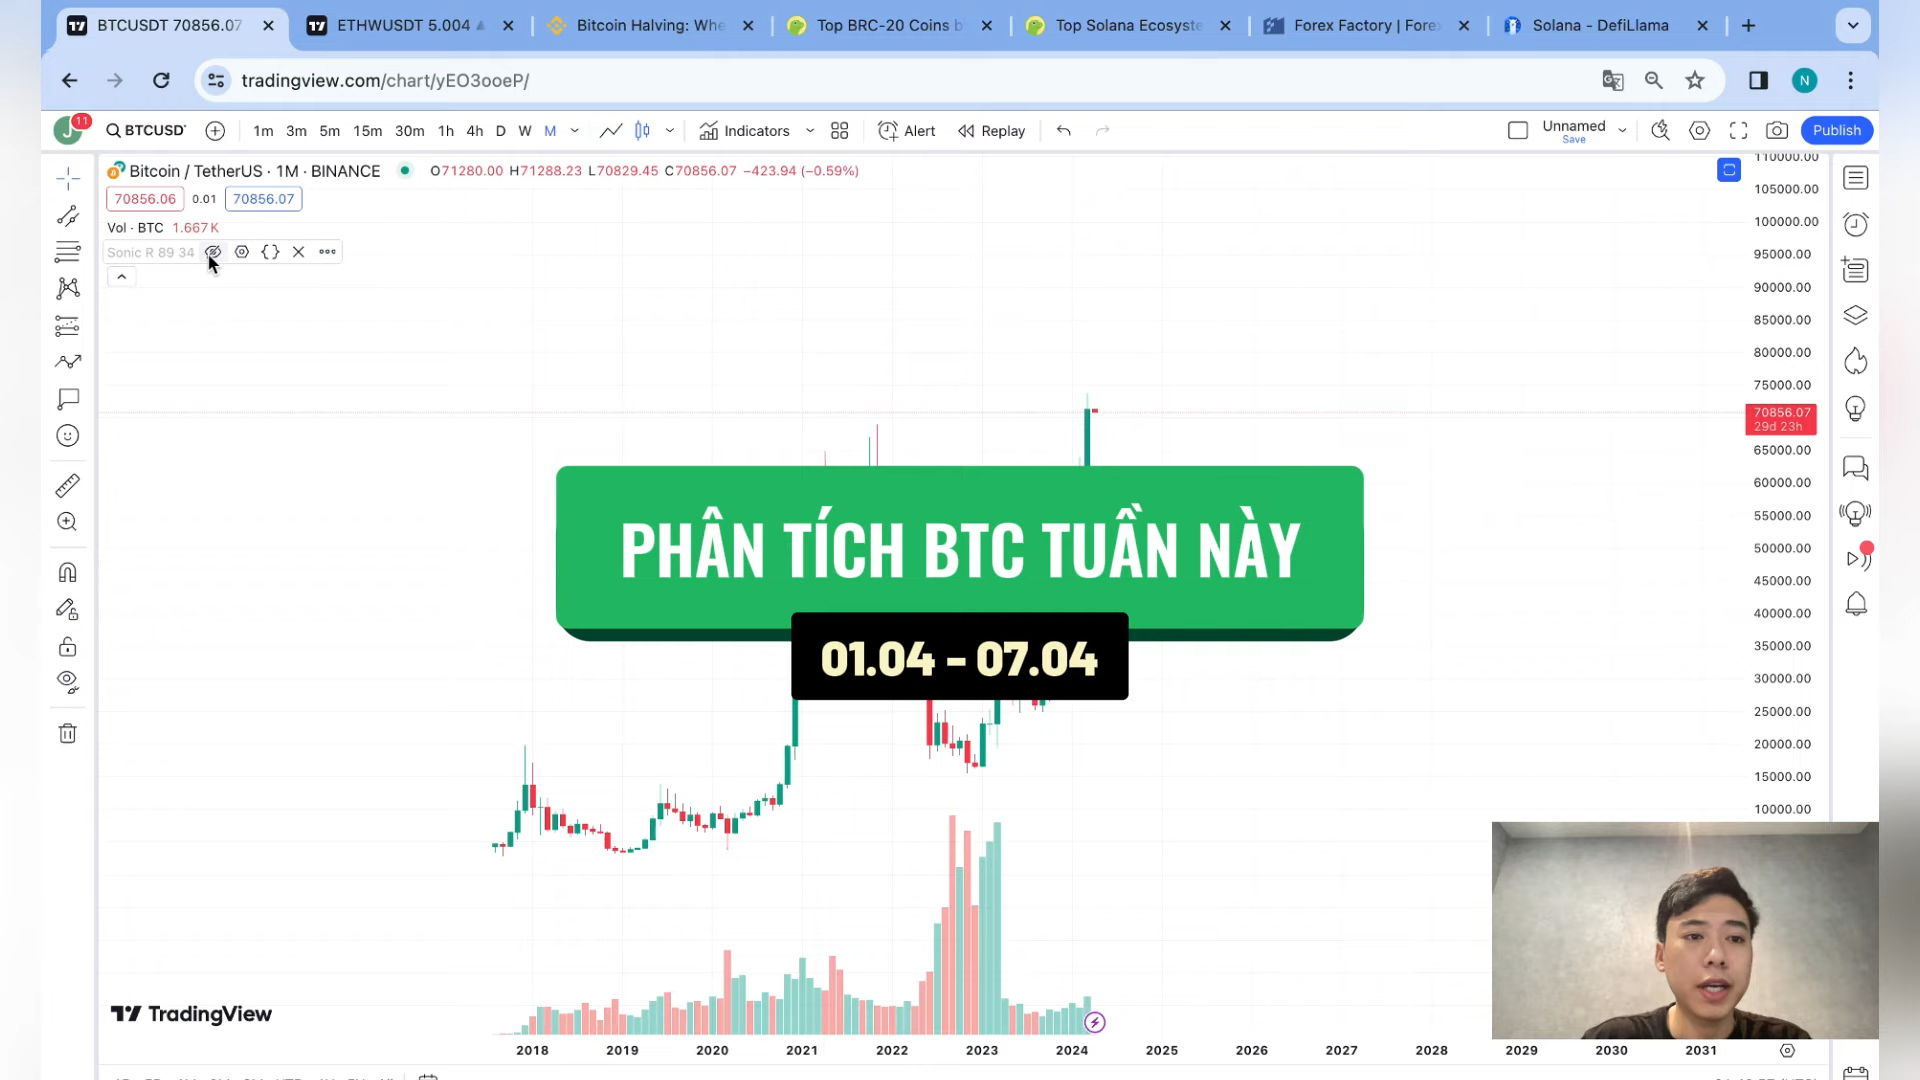 BTCUSDT 70856.07
ETHWUSDT 5.004
Bitcoin Halving: Whe
Top BRC-20 Coins b
Top Solana Ecosyste
Forex Factory | Forex
Solana - DefiLlama
tradingview.com/chart/yEO3ooeP/
N
J
11
BTCUSDT
1m 3m 5m 15m 30m 1h 4h D W M
Indicators
Alert
Replay
Unnamed
Save
Publish
Bitcoin / TetherUS · 1M · BINANCE
O71280.00 H71288.23 L70829.45 C70856.07 −423.94 (−0.59%)
70856.06 0.01 70856.07
Vol · BTC 1.667K
Sonic R 89 34
110000.00
105000.00
100000.00
95000.00
90000.00
85000.00
80000.00
75000.00
70856.07
29d 23h
65000.00
60000.00
55000.00
50000.00
45000.00
40000.00
35000.00
30000.00
25000.00
20000.00
15000.00
10000.00
PHÂN TÍCH BTC TUẦN NÀY
01.04 - 07.04
TradingView
2018 2019 2020 2021 2022 2023 2024 2025 2026 2027 2028 2029 2030 2031